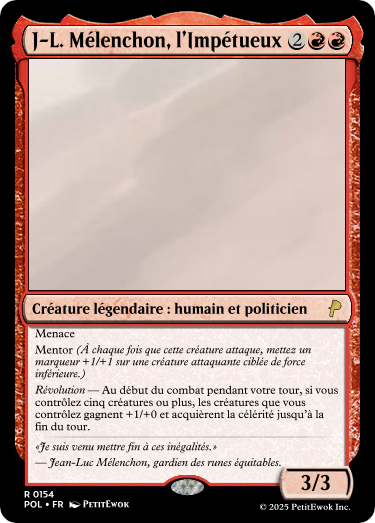 J-L. Mélenchon, l'Impétueux 2
Créature légendaire : humain et politicien
Menace
Mentor (À chaque fois que cette créature attaque, mettez un
marqueur +1/+1 sur une créature attaquante ciblée de force
inférieure.)
Révolution — Au début du combat pendant votre tour, si vous
contrôlez cinq créatures ou plus, les créatures que vous
contrôlez gagnent +1/+0 et acquièrent la célérité jusqu'à la
fin du tour.
«Je suis venu mettre fin à ces inégalités.»
— Jean-Luc Mélenchon, gardien des runes équitables.
3/3
R 0154
POL • FR PetitEwok
© 2025 PetitEwok Inc.